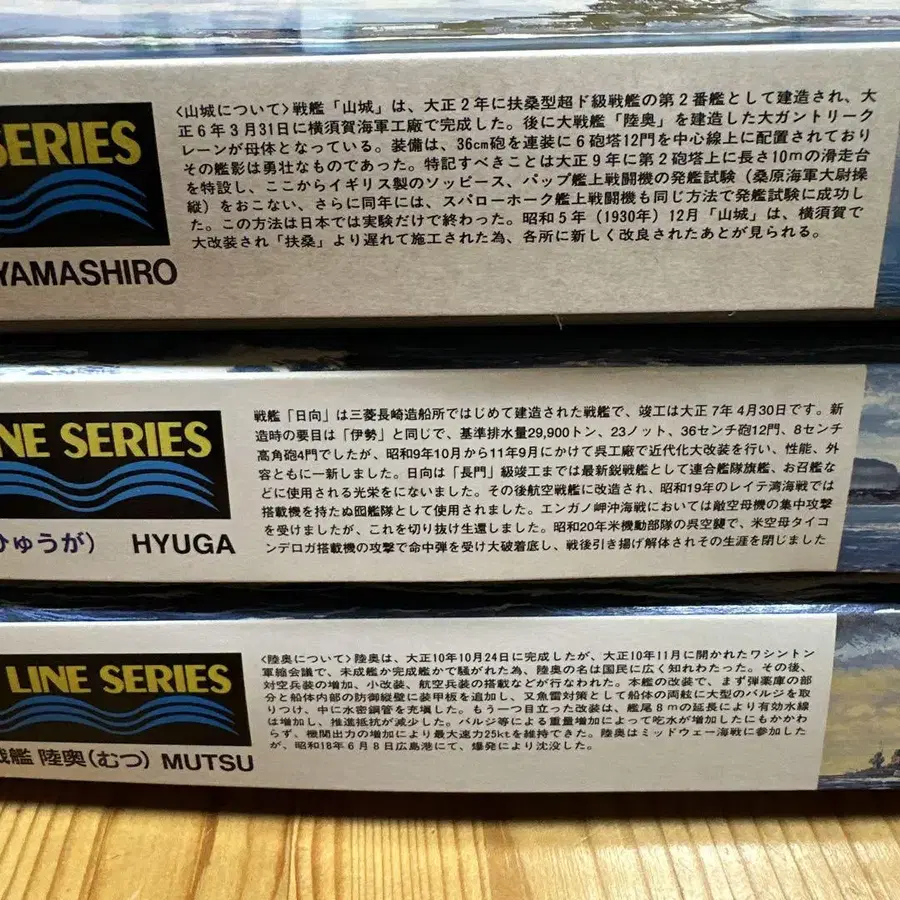 SERIES
YAMASHIRO
〈山城について〉戦艦「山城」は、大正2年に扶桑型超ド級戦艦の第2番艦として建造され、大
正6年3月31日に横須賀海軍工廠で完成した。後に大戦艦「陸奥」を建造した大ガントリーク
レーンが母体となっている。装備は、36cm砲を連装に6砲塔12門を中心線上に配置されており
その艦影は勇壮なものであった。特記すべきことは大正9年に第2砲塔上に長さ10mの滑走台
を特設し、ここからイギリス製のソッピース、パップ艦上戦闘機の発艦試験（桑原海軍大尉操
縦）をおこない、さらに同年には、スパローホーク艦上戦闘機も同じ方法で発艦試験に成功し
た。この方法は日本では実験だけで終わった。昭和5年（1930年）12月「山城」は、横須賀で
大改装され「扶桑」より遅れて施工された為、各所に新しく改良されたあとが見られる。
NE SERIES
ひゅうが） HYUGA
戦艦「日向」は三菱長崎造船所ではじめて建造された戦艦で、竣工は大正7年4月30日です。新
造時の要目は「伊勢」と同じで、基準排水量29,900トン、23ノット、36センチ砲12門、8センチ
高角砲4門でしたが、昭和9年10月から11年9月にかけて呉工廠で近代化大改装を行い、性能、外
容ともに一新しました。日向は「長門」級竣工までは最新鋭戦艦として連合艦隊旗艦、お召艦な
どに使用される光栄をにないました。その後航空戦艦に改造され、昭和19年のレイテ湾海戦では
搭載機を持たぬ囮艦隊として使用されました。エンガノ岬沖海戦においては敵空母機の集中攻撃
を受けましたが、これを切り抜け生還しました。昭和20年米機動部隊の呉空襲で、米空母タイコ
ンデロガ搭載機の攻撃で命中弾を受け大破着底し、戦後引き揚げ解体されその生涯を閉じました
LINE SERIES
戦艦 陸奥（むつ） MUTSU
〈陸奥について〉陸奥は、大正10年10月24日に完成したが、大正10年11月に開かれたワシントン
軍縮会議で、未成艦か完成艦かで騒がれた為、陸奥の名は国民に広く知れわたった。その後、
対空兵装の増加、小改装、航空兵装の搭載などが行なわれた。本艦の改装で、まず弾薬庫の部
分と船体内部の防御縦壁に装甲板を追加し、又魚雷対策として船体の両舷に大型のバルジを取
りつけ、中に水密鋼管を充填した。もう一つ目立った改装は、艦尾8mの延長により有効水線
は増加し、推進抵抗が減少した。バルジ等による重量増加によって吃水が増加したにもかかわ
らず、機関出力の増加により最大速力25ktを維持できた。陸奥はミッドウェー海戦に参加した
が、昭和18年6月8日広島港にて、爆発により沈没した。